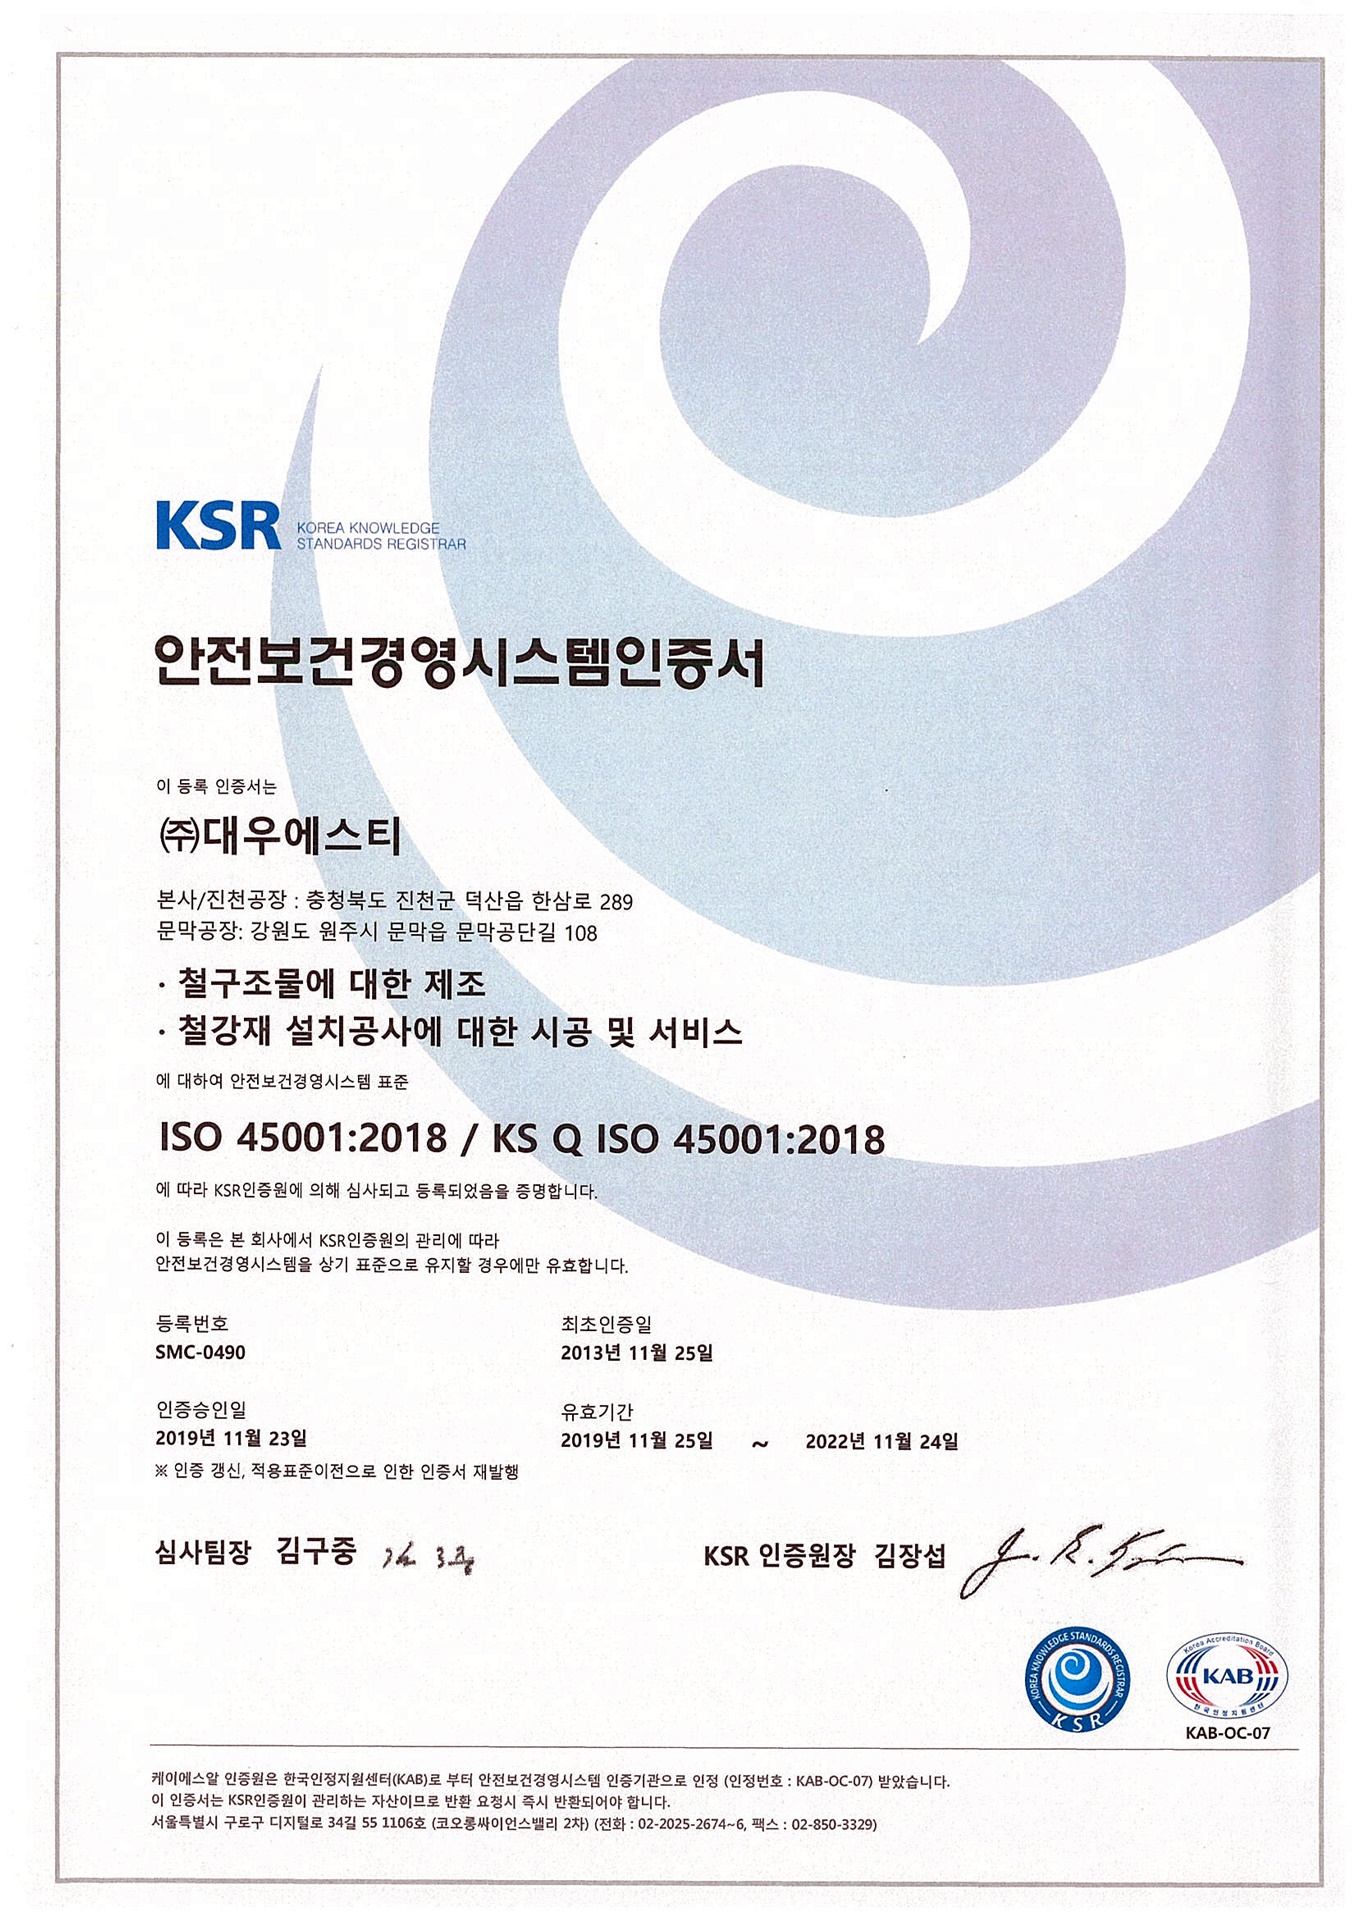 KSR KOREA KNOWLEDGE
STANDARDS REGISTRAR
안전보건경영시스템인증서
이 등록 인증서는
㈜대우에스티
본사/진천공장 : 충청북도 진천군 덕산읍 한삼로 289
문막공장: 강원도 원주시 문막읍 문막공단길 108
· 철구조물에 대한 제조
· 철강재 설치공사에 대한 시공 및 서비스
에 대하여 안전보건경영시스템 표준
ISO 45001:2018 / KS Q ISO 45001:2018
에 따라 KSR인증원에 의해 심사되고 등록되었음을 증명합니다.
이 등록은 본 회사에서 KSR인증원의 관리에 따라
안전보건경영시스템을 상기 표준으로 유지할 경우에만 유효합니다.
등록번호
SMC-0490
최초인증일
2013년 11월 25일
인증승인일
2019년 11월 23일
유효기간
2019년 11월 25일 ~ 2022년 11월 24일
※ 인증 갱신, 적용표준이전으로 인한 인증서 재발행
심사팀장 김구중
KSR 인증원장 김장섭
KOREA KNOWLEDGE STANDARDS REGISTRAR
KSR
Korea Accreditation Board
KAB
한국인정지원센터
KAB-OC-07
케이에스알 인증원은 한국인정지원센터(KAB)로 부터 안전보건경영시스템 인증기관으로 인정 (인정번호 : KAB-OC-07) 받았습니다.
이 인증서는 KSR인증원이 관리하는 자산이므로 반환 요청시 즉시 반환되어야 합니다.
서울특별시 구로구 디지털로 34길 55 1106호 (코오롱싸이언스밸리 2차) (전화 : 02-2025-2674~6, 팩스 : 02-850-3329)